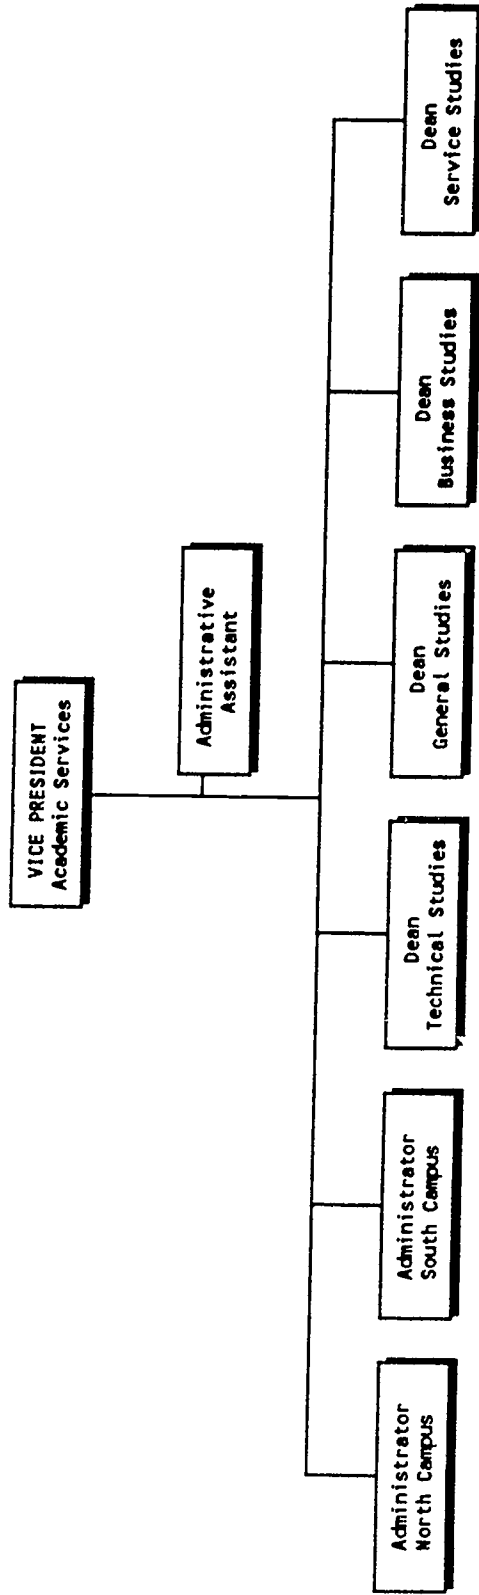 VICE PRESIDENT
Academic Services
Administrative
Assistant
Administrator
North Campus
Administrator
South Campus
Dean
Technical Studies
Dean
General Studies
Dean
Business Studies
Dean
Service Studies